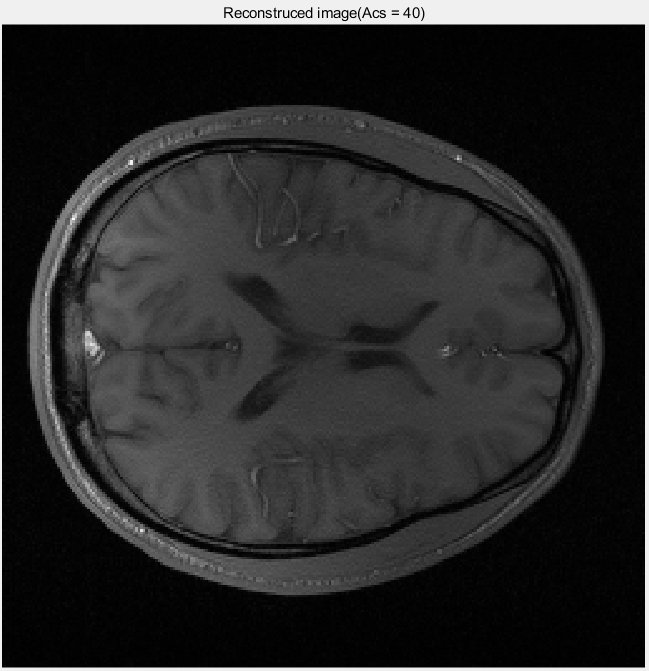 Reconstruced image(Acs = 40)